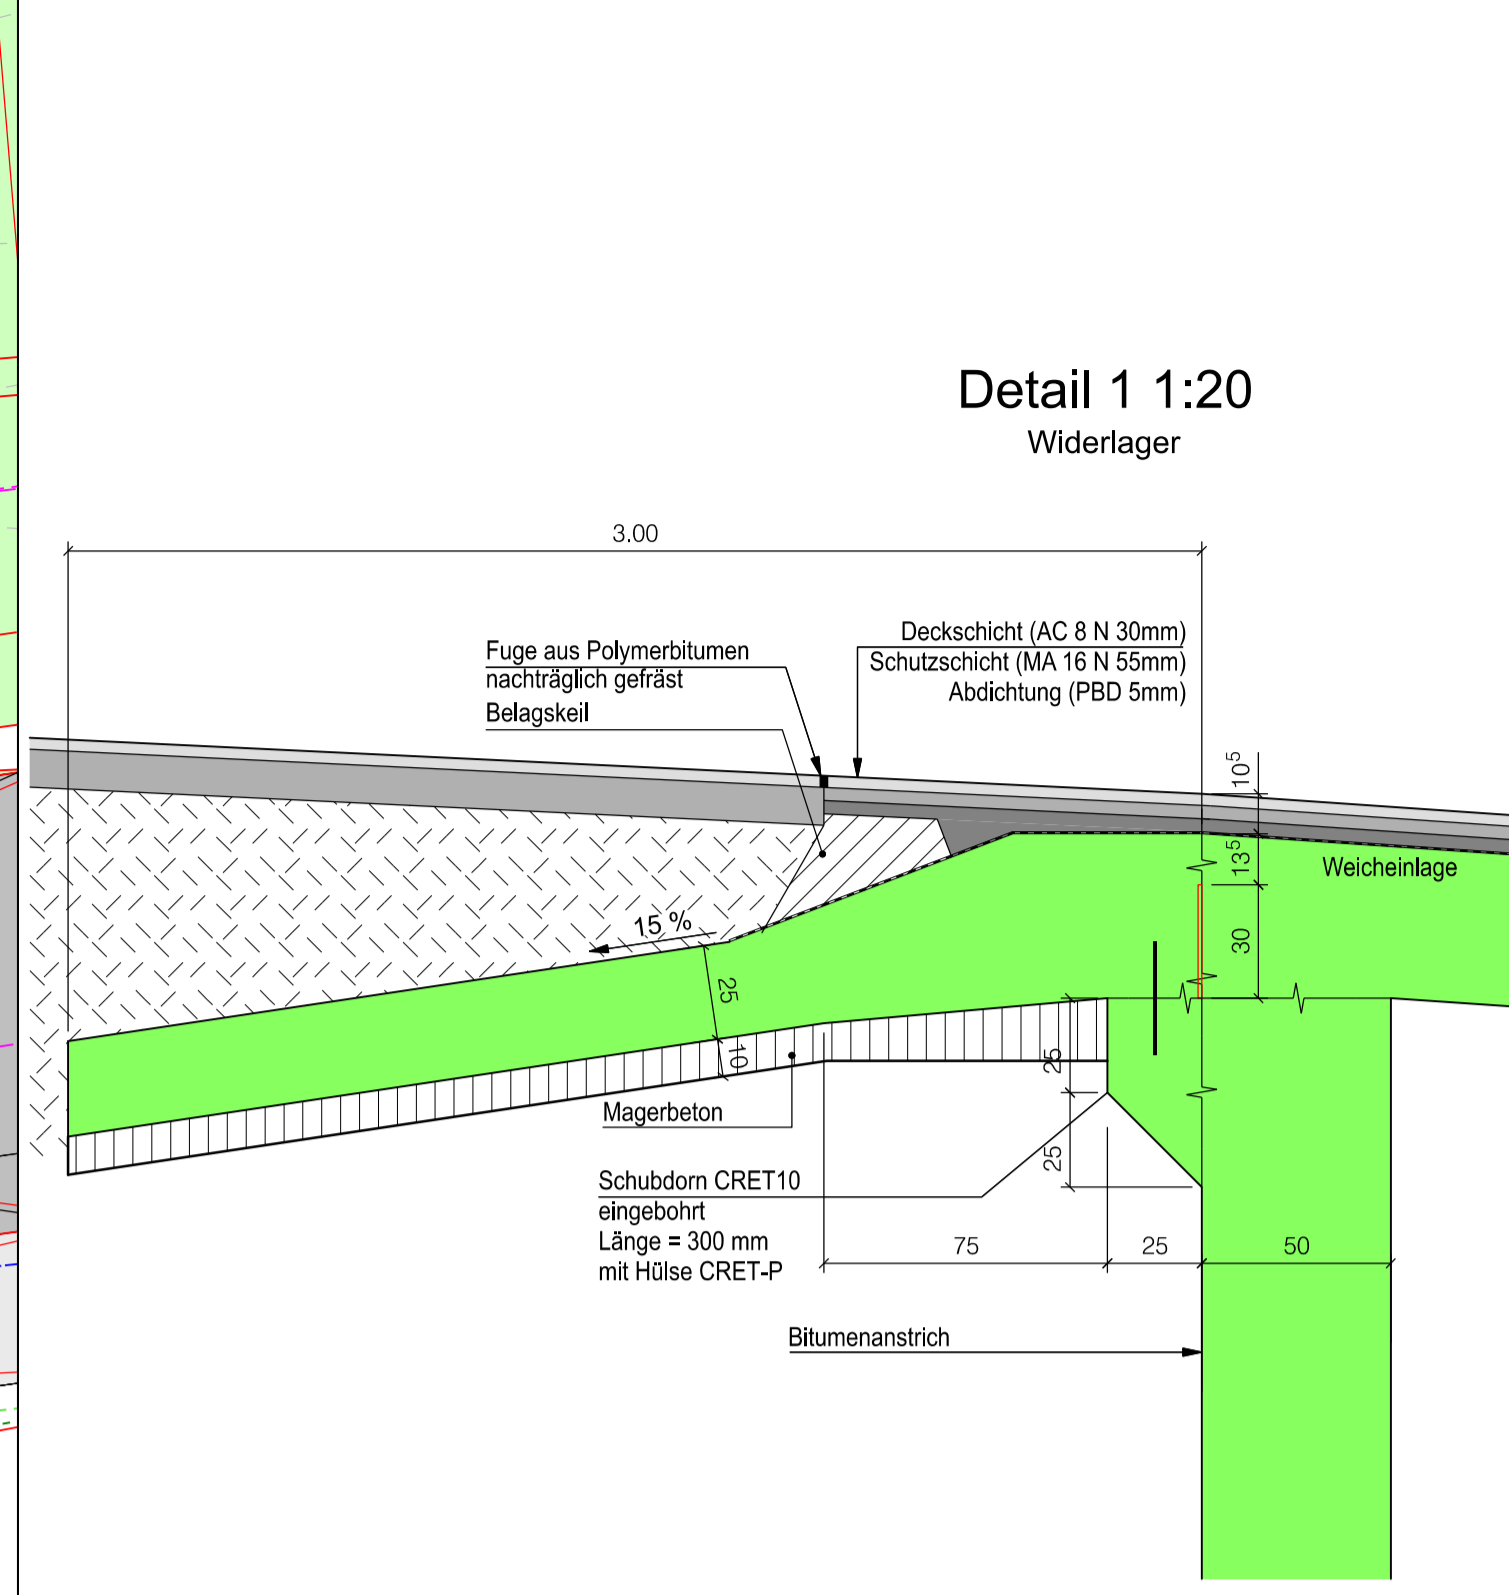 Detail 1 1:20
Widerlager
3.00
Fuge aus Polymerbitumen
nachträglich gefräst
Belagskeil
Deckschicht (AC 8 N 30mm)
Schutzschicht (MA 16 N 55mm)
Abdichtung (PBD 5mm)
10⁵
13⁵
30
Weicheinlage
15 %
25
10
Magerbeton
25
25
Schubdorn CRET10
eingebohrt
Länge = 300 mm
mit Hülse CRET-P
75
25
50
Bitumenanstrich